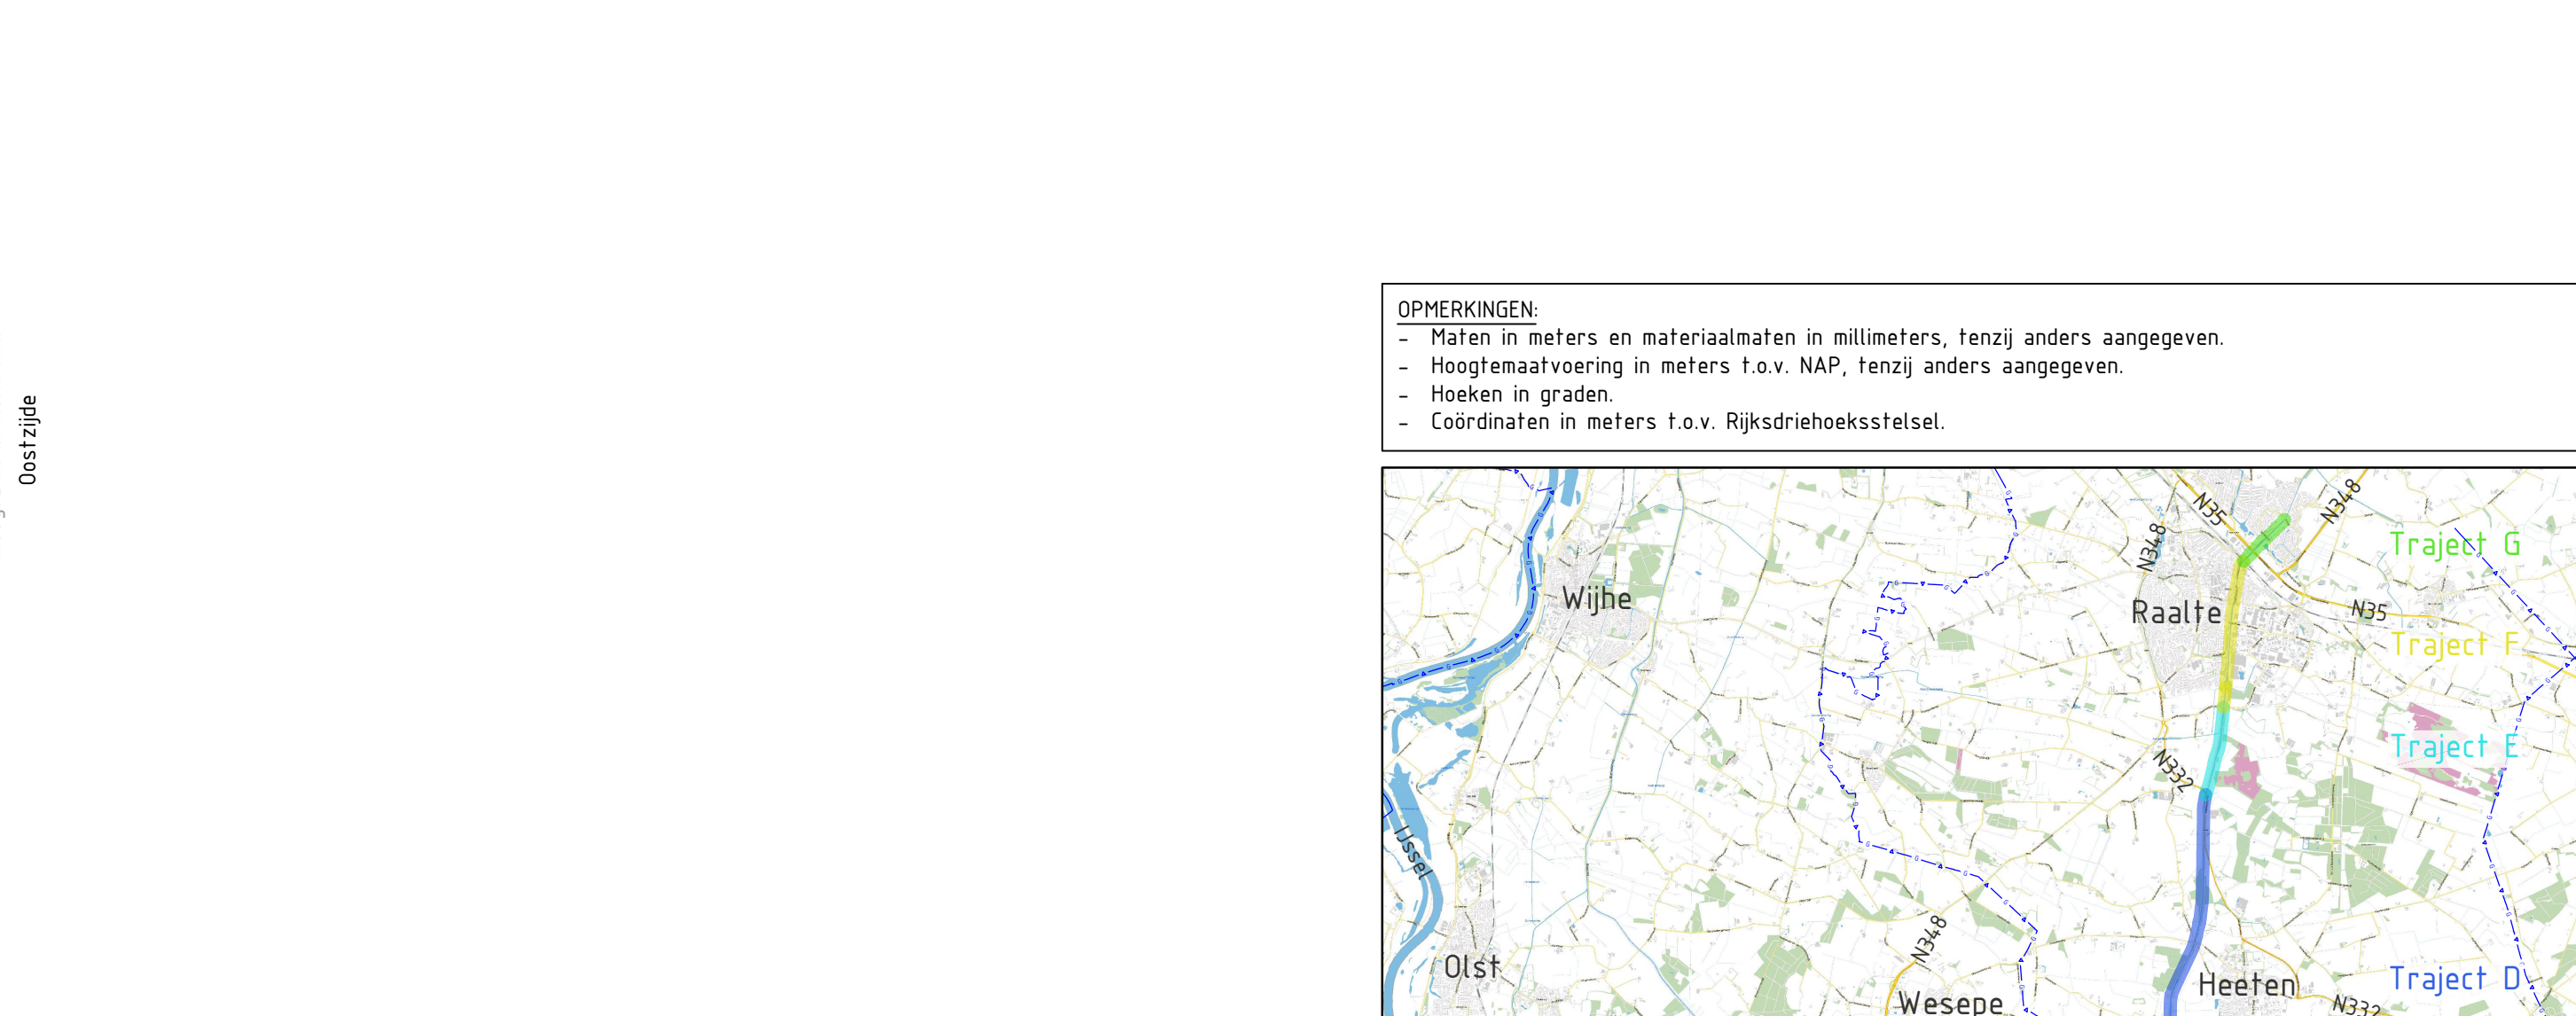 Oostzijde
OPMERKINGEN:
- Maten in meters en materiaalmaten in millimeters, tenzij anders aangegeven.
- Hoogtemaatvoering in meters t.o.v. NAP, tenzij anders aangegeven.
- Hoeken in graden.
- Coördinaten in meters t.o.v. Rijksdriehoeksstelsel.
N35
N348
N348
Traject G
Wijhe
Raalte
N35
Traject F
Traject E
N332
IJssel
N348
Olst
Heeten
Traject D
Wesepe
N332